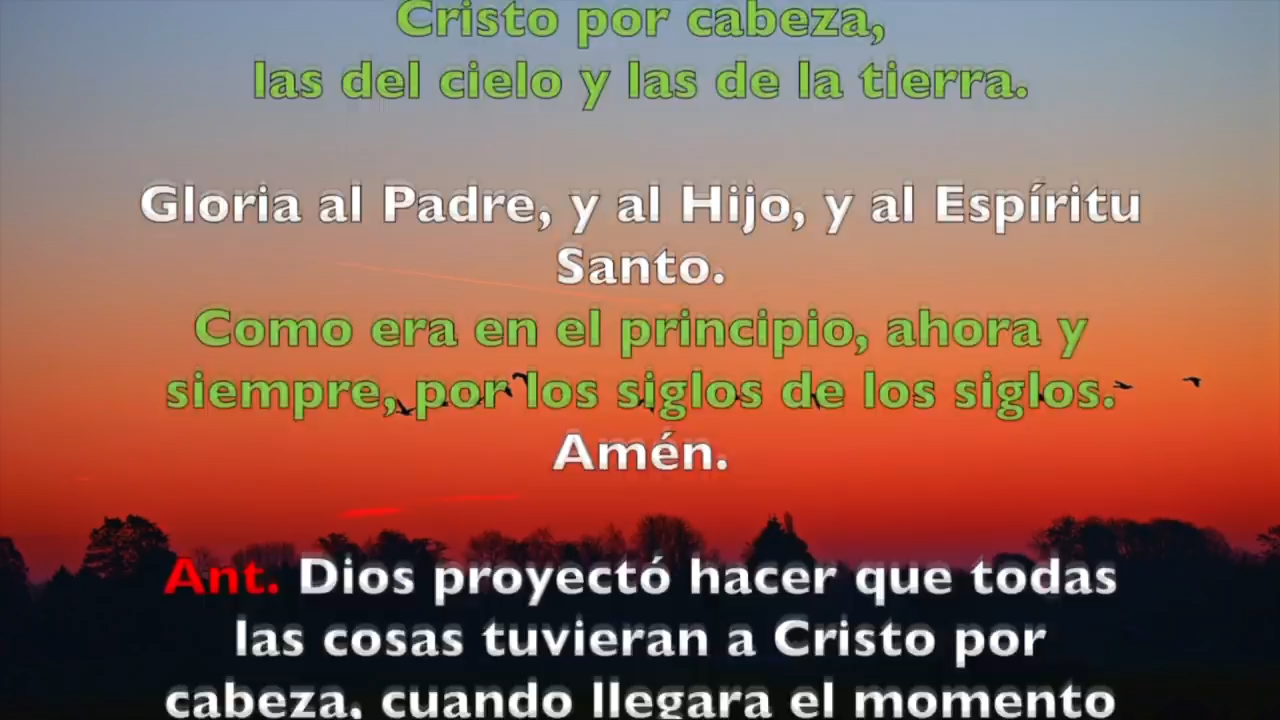 Cristo por cabeza,
las del cielo y las de la tierra.
Gloria al Padre, y al Hijo, y al Espíritu
Santo.
Como era en el principio, ahora y
siempre, por los siglos de los siglos.
Amén.
Ant. Dios proyectó hacer que todas
las cosas tuvieran a Cristo por
cabeza, cuando llegara el momento